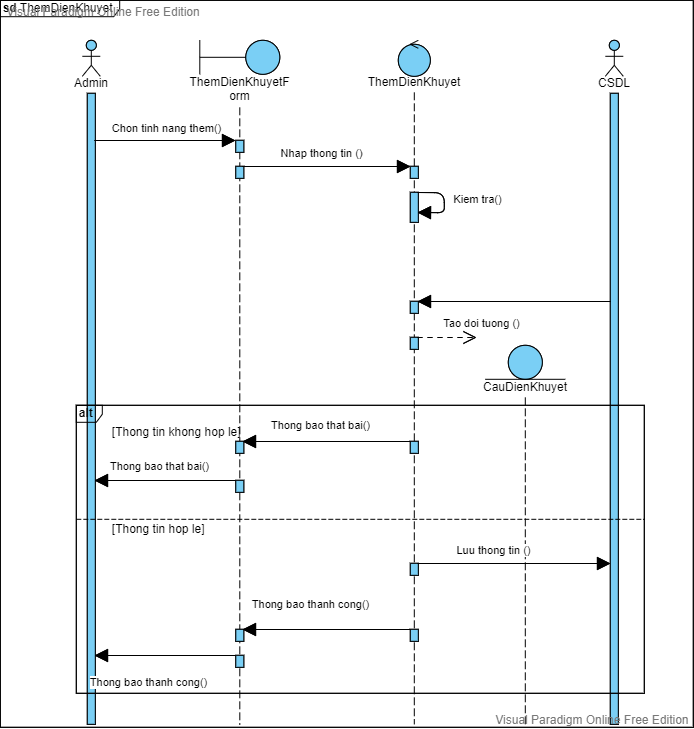 sd ThemDienKhuyet
Visual Paradigm Online Free Edition
Admin
ThemDienKhuyetF
orm
ThemDienKhuyet
CSDL
Chon tinh nang them()
Nhap thong tin ()
Kiem tra()
Tao doi tuong ()
CauDienKhuyet
alt
[Thong tin khong hop le]
Thong bao that bai()
Thong bao that bai()
[Thong tin hop le]
Luu thong tin ()
Thong bao thanh cong()
Thong bao thanh cong()
Visual Paradigm Online Free Edition